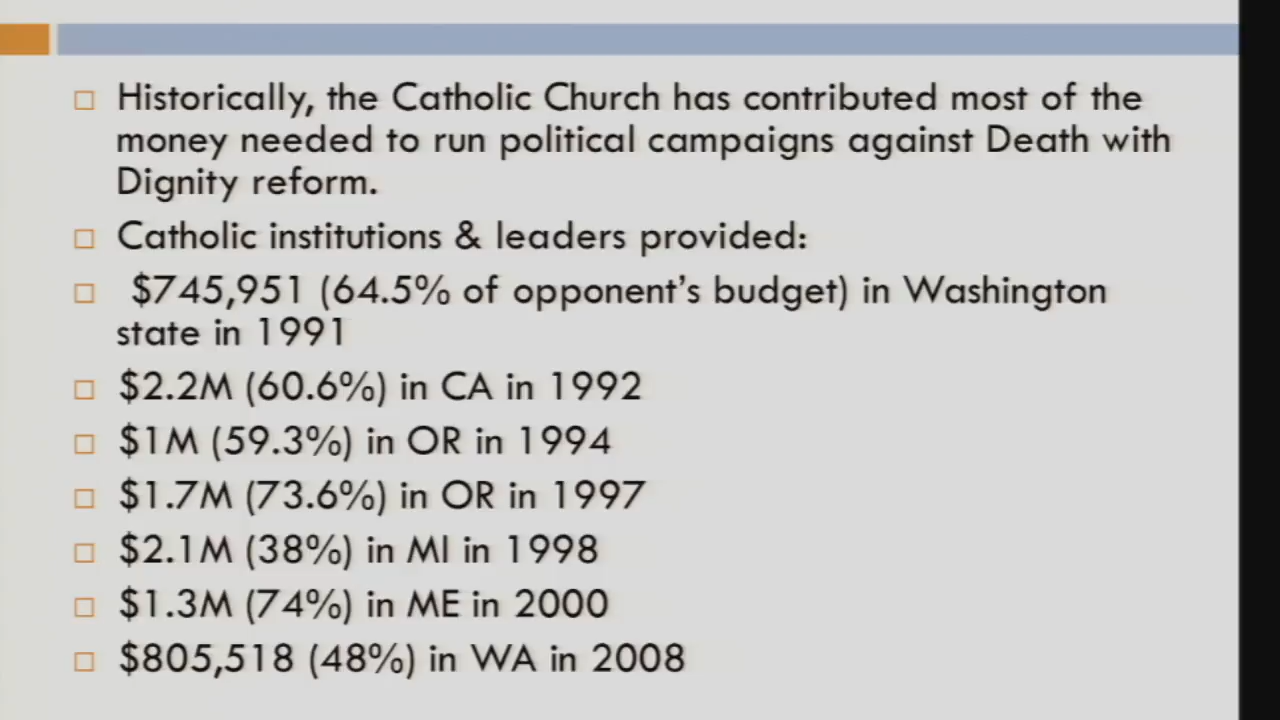 Historically, the Catholic Church has contributed most of the
money needed to run political campaigns against Death with
Dignity reform.
Catholic institutions & leaders provided:
$745,951 (64.5% of opponent's budget) in Washington
state in 1991
$2.2M (60.6%) in CA in 1992
$1M (59.3%) in OR in 1994
$1.7M (73.6%) in OR in 1997
$2.1M (38%) in MI in 1998
$1.3M (74%) in ME in 2000
$805,518 (48%) in WA in 2008